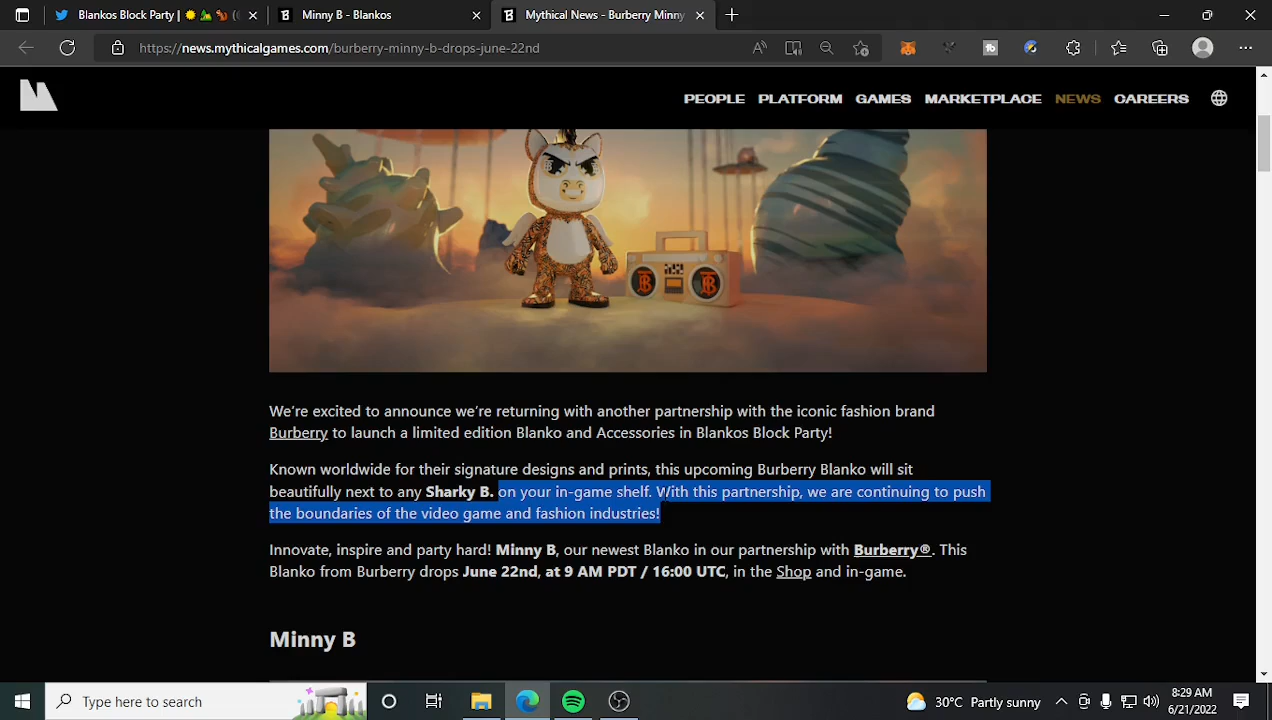 Blankos Block Party |
Minny B - Blankos
Mythical News - Burberry Minny
https://news.mythicalgames.com/burberry-minny-b-drops-june-22nd
PEOPLE PLATFORM GAMES MARKETPLACE NEWS CAREERS
We're excited to announce we're returning with another partnership with the iconic fashion brand
Burberry to launch a limited edition Blanko and Accessories in Blankos Block Party!
Known worldwide for their signature designs and prints, this upcoming Burberry Blanko will sit
beautifully next to any Sharky B. on your in-game shelf. With this partnership, we are continuing to push
the boundaries of the video game and fashion industries!
Innovate, inspire and party hard! Minny B, our newest Blanko in our partnership with Burberry®. This
Blanko from Burberry drops June 22nd, at 9 AM PDT / 16:00 UTC, in the Shop and in-game.
Minny B
Type here to search
30°C Partly sunny
8:29 AM
6/21/2022